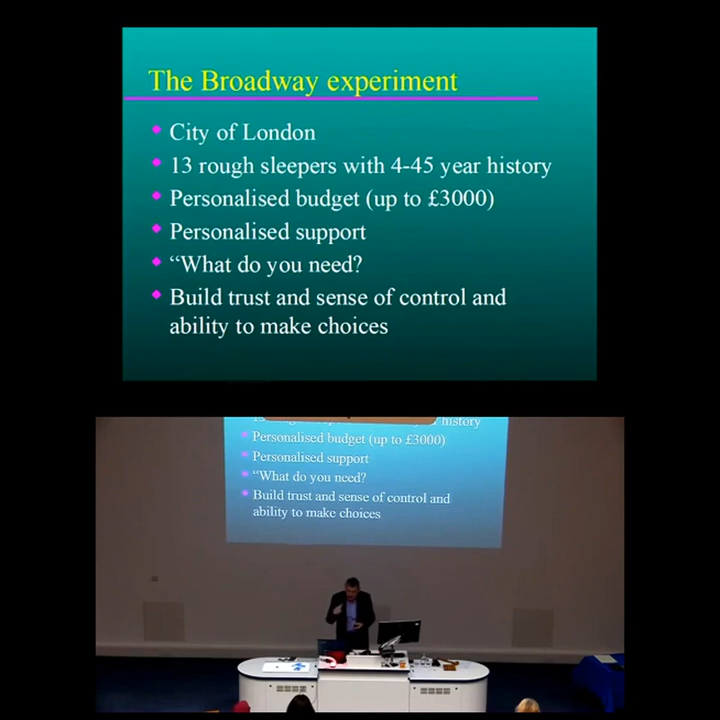 The Broadway experiment
City of London
13 rough sleepers with 4-45 year history
Personalised budget (up to £3000)
Personalised support
“What do you need?
Build trust and sense of control and
ability to make choices
history
Personalised budget (up to £3000)
Personalised support
“What do you need?
Build trust and sense of control and
ability to make choices